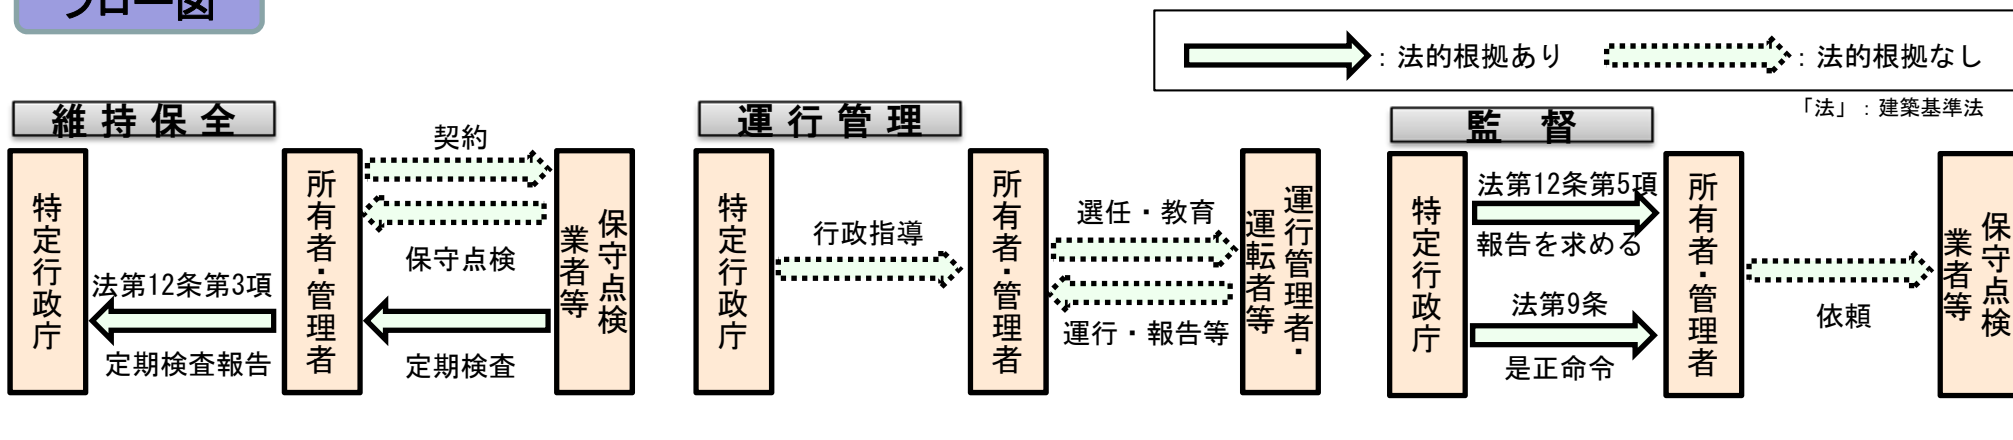 フロー図
：法的根拠あり
：法的根拠なし
「法」：建築基準法
維持保全
特定行政庁
法第12条第3項
定期検査報告
所有者・管理者
契約
保守点検
定期検査
保守点検
業者等
運行管理
特定行政庁
行政指導
所有者・管理者
選任・教育
運行・報告等
運行管理者・
運転者等
監督
特定行政庁
法第12条第5項
報告を求める
法第9条
是正命令
所有者・管理者
依頼
保守点検
業者等